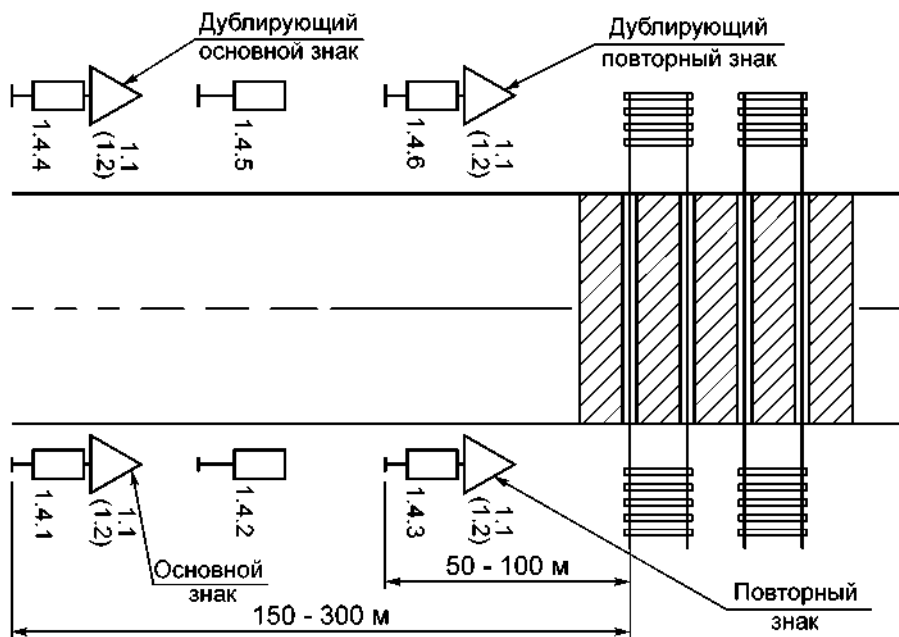 Дублирующий
основной знак
Дублирующий
повторный знак
1.4.4
1.1
(1.2)
1.4.5
1.4.6
1.1
(1.2)
1.4.1
1.1
(1.2)
1.4.2
1.4.3
1.1
(1.2)
Основной
знак
50 - 100 м
Повторный
знак
150 - 300 м